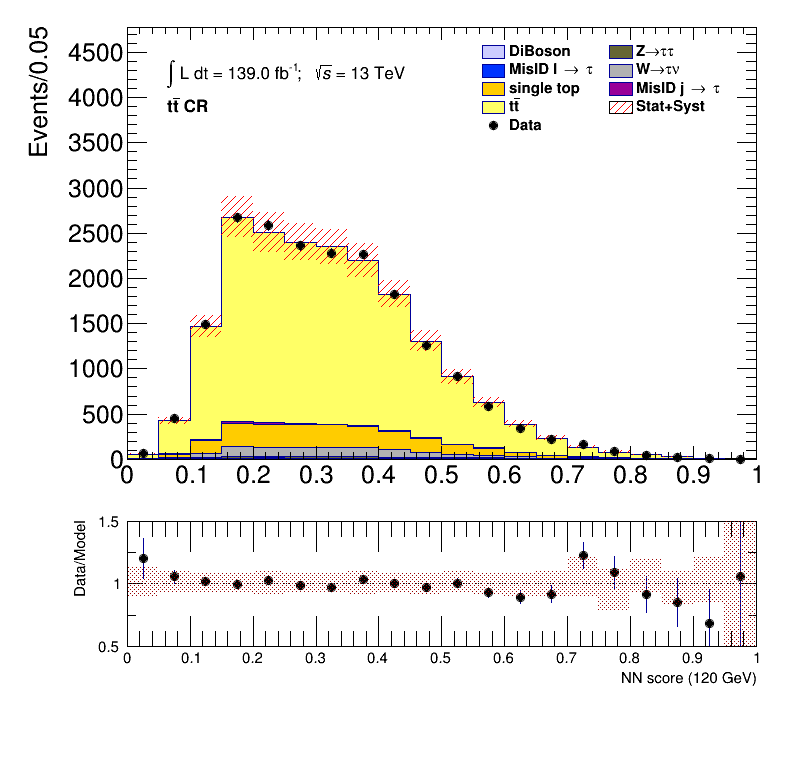 Events/0.05
4500
4000
3500
3000
2500
2000
1500
1000
500
0
0 0.1 0.2 0.3 0.4 0.5 0.6 0.7 0.8 0.9 1
∫ L dt = 139.0 fb⁻¹; √s = 13 TeV
tt̄ CR
DiBoson
MisID l → τ
single top
tt̄
Data
Z→ττ
W→τν
MisID j → τ
Stat+Syst
Data/Model
1.5
1
0.5
0 0.1 0.2 0.3 0.4 0.5 0.6 0.7 0.8 0.9 1
NN score (120 GeV)